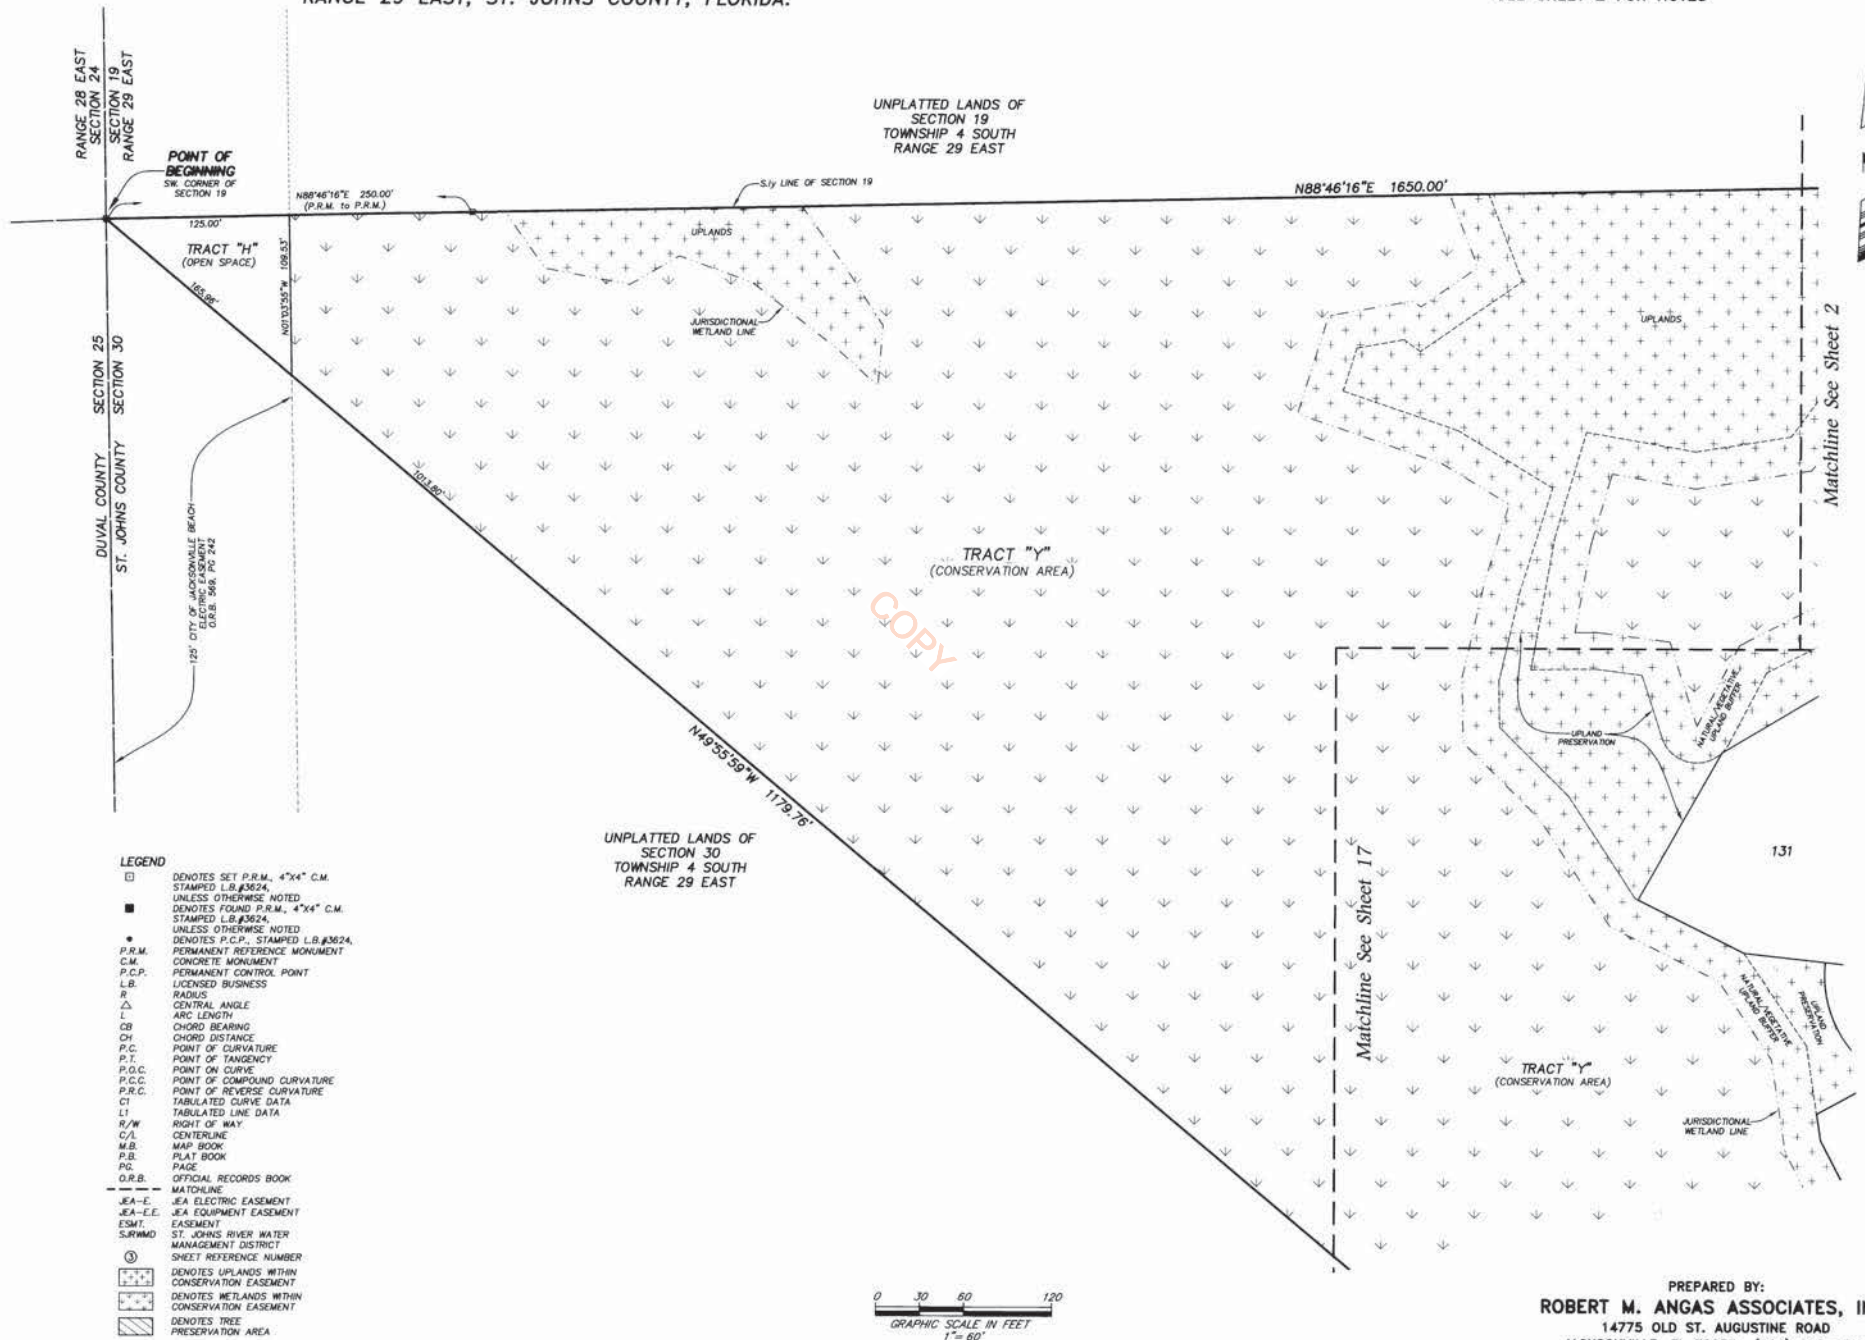 RANGE 29 EAST, ST. JOHNS COUNTY, FLORIDA.
RANGE 28 EAST
SECTION 24
SECTION 19
RANGE 29 EAST
POINT OF
BEGINNING
SW. CORNER OF
SECTION 19
N88°46'16"E 250.00'
(P.R.M. to P.R.M.)
125.00'
S.ly LINE OF SECTION 19
UNPLATTED LANDS OF
SECTION 19
TOWNSHIP 4 SOUTH
RANGE 29 EAST
N88°46'16"E 1650.00'
TRACT "H"
(OPEN SPACE)
165.96'
N01°03'55"W 109.53'
UPLANDS
JURISDICTIONAL
WETLAND LINE
UPLANDS
Matchline See Sheet 2
DUVAL COUNTY SECTION 25
ST. JOHNS COUNTY SECTION 30
125' CITY OF JACKSONVILLE BEACH
ELECTRIC EASEMENT
O.R.B. 569, PG 242
1013.80'
TRACT "Y"
(CONSERVATION AREA)
COPY
N49°55'59"W 1179.76'
UPLAND
PRESERVATION
NATURAL/VEGETATIVE
UPLAND BUFFER
131
UNPLATTED LANDS OF
SECTION 30
TOWNSHIP 4 SOUTH
RANGE 29 EAST
Matchline See Sheet 17
NATURAL/VEGETATIVE
UPLAND BUFFER
UPLAND
PRESERVATION
TRACT "Y"
(CONSERVATION AREA)
JURISDICTIONAL
WETLAND LINE
LEGEND
DENOTES SET P.R.M., 4"X4" C.M.
STAMPED L.B.#3624,
UNLESS OTHERWISE NOTED
DENOTES FOUND P.R.M., 4"X4" C.M.
STAMPED L.B.#3624,
UNLESS OTHERWISE NOTED
DENOTES P.C.P., STAMPED L.B.#3624,
P.R.M. PERMANENT REFERENCE MONUMENT
C.M. CONCRETE MONUMENT
P.C.P. PERMANENT CONTROL POINT
L.B. LICENSED BUSINESS
R RADIUS
△ CENTRAL ANGLE
L ARC LENGTH
CB CHORD BEARING
CH CHORD DISTANCE
P.C. POINT OF CURVATURE
P.T. POINT OF TANGENCY
P.O.C. POINT ON CURVE
P.C.C. POINT OF COMPOUND CURVATURE
P.R.C. POINT OF REVERSE CURVATURE
C1 TABULATED CURVE DATA
L1 TABULATED LINE DATA
R/W RIGHT OF WAY
C/L CENTERLINE
M.B. MAP BOOK
P.B. PLAT BOOK
PG. PAGE
O.R.B. OFFICIAL RECORDS BOOK
MATCHLINE
JEA-E. JEA ELECTRIC EASEMENT
JEA-E.E. JEA EQUIPMENT EASEMENT
ESMT. EASEMENT
SJRWMD ST. JOHNS RIVER WATER
MANAGEMENT DISTRICT
③ SHEET REFERENCE NUMBER
DENOTES UPLANDS WITHIN
CONSERVATION EASEMENT
DENOTES WETLANDS WITHIN
CONSERVATION EASEMENT
DENOTES TREE
PRESERVATION AREA
0 30 60 120
GRAPHIC SCALE IN FEET
1"= 60'
PREPARED BY:
ROBERT M. ANGAS ASSOCIATES,
14775 OLD ST. AUGUSTINE ROAD